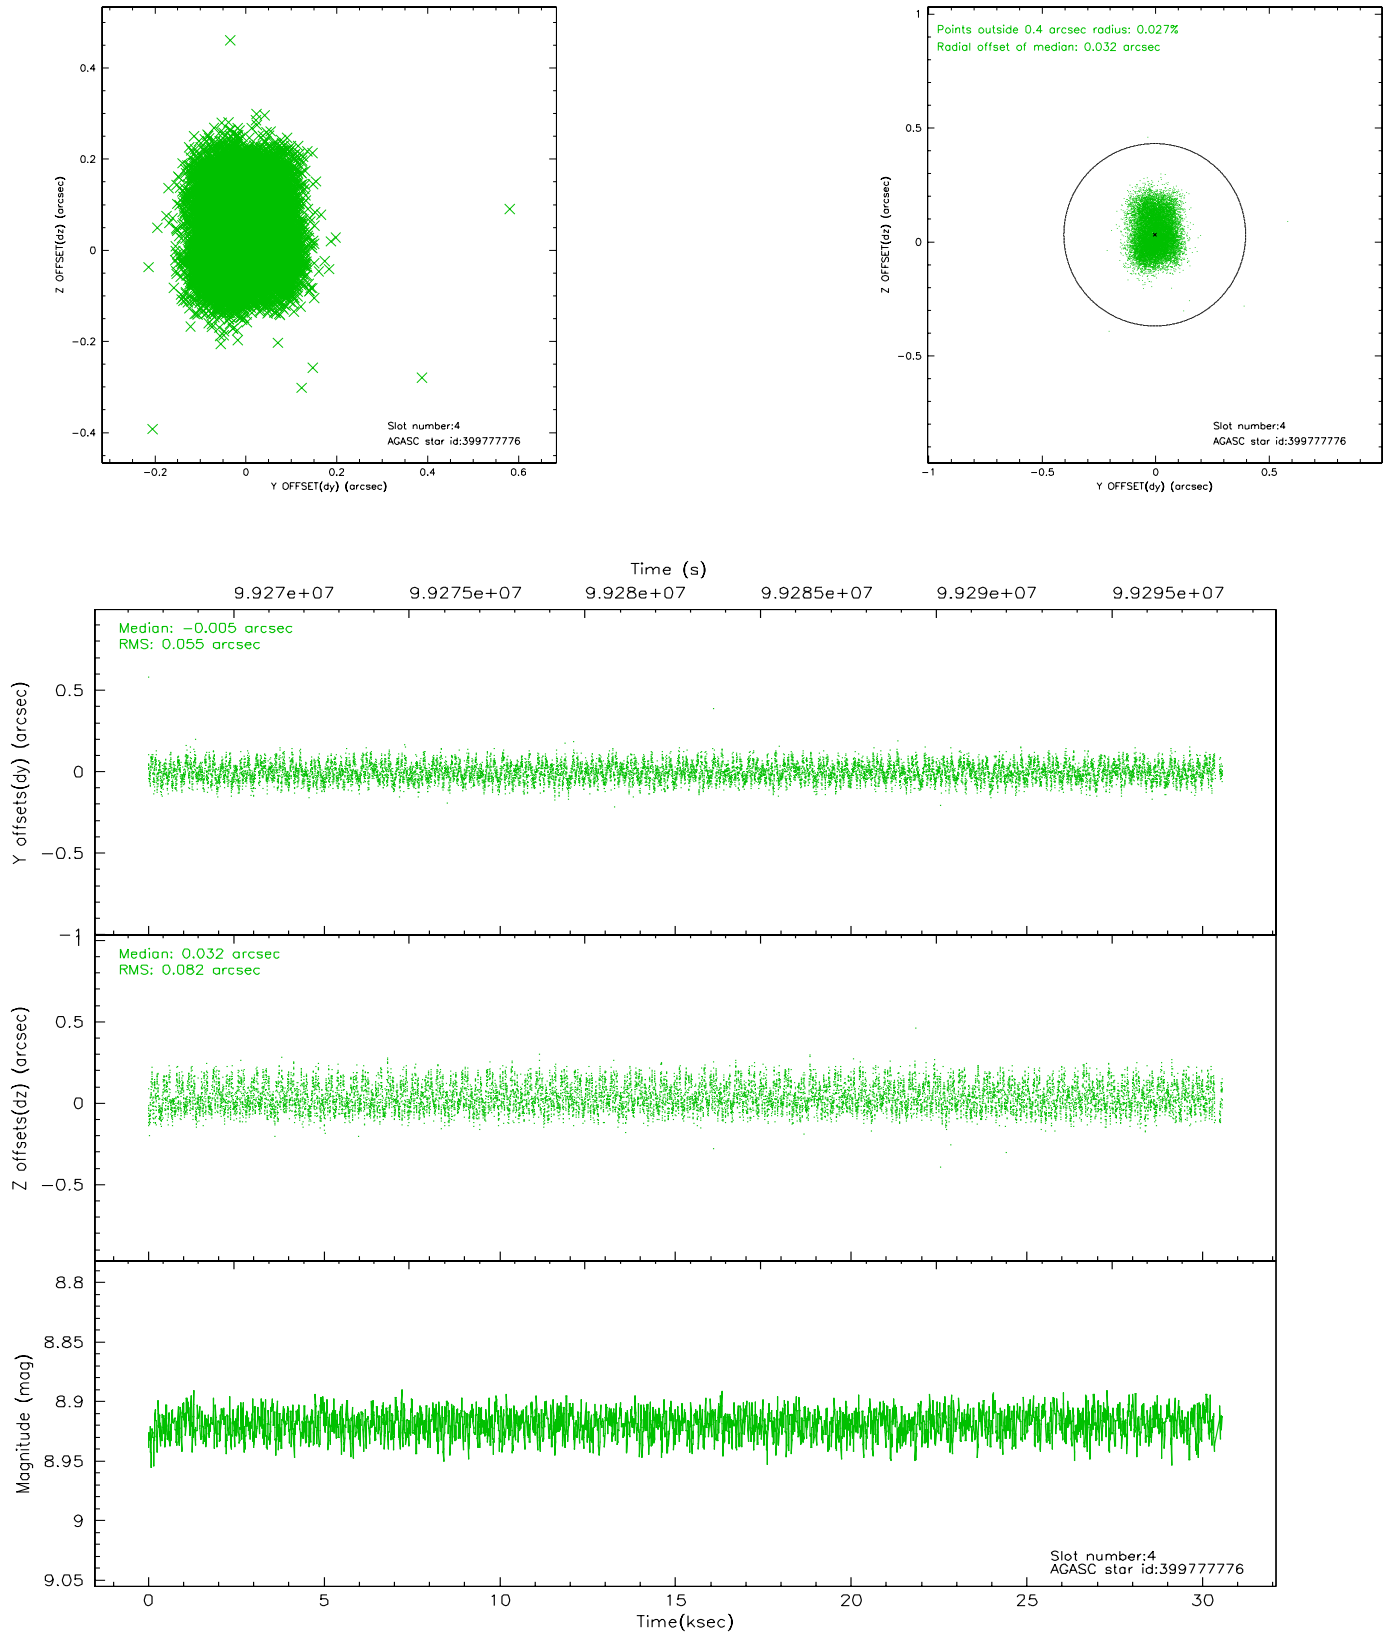 0.4
0.2
0
−0.2
−0.4
Z OFFSET(dz) (arcsec)
Slot number:4
AGASC star id:399777776
−0.2
0
0.2
0.4
0.6
Y OFFSET(dy) (arcsec)
Points outside 0.4 arcsec radius: 0.027%
Radial offset of median: 0.032 arcsec
1
0.5
0
−0.5
Z OFFSET(dz) (arcsec)
Slot number:4
AGASC star id:399777776
−1
−0.5
0
0.5
Y OFFSET(dy) (arcsec)
Time (s)
9.927e+07
9.9275e+07
9.928e+07
9.9285e+07
9.929e+07
9.9295e+07
Median: −0.005 arcsec
RMS: 0.055 arcsec
0.5
0
−0.5
−1
Y offsets(dy) (arcsec)
Median: 0.032 arcsec
RMS: 0.082 arcsec
1
0.5
0
−0.5
Z offsets(dz) (arcsec)
8.8
8.85
8.9
8.95
9
9.05
Magnitude (mag)
Slot number:4
AGASC star id:399777776
0
5
10
15
20
25
30
Time(ksec)